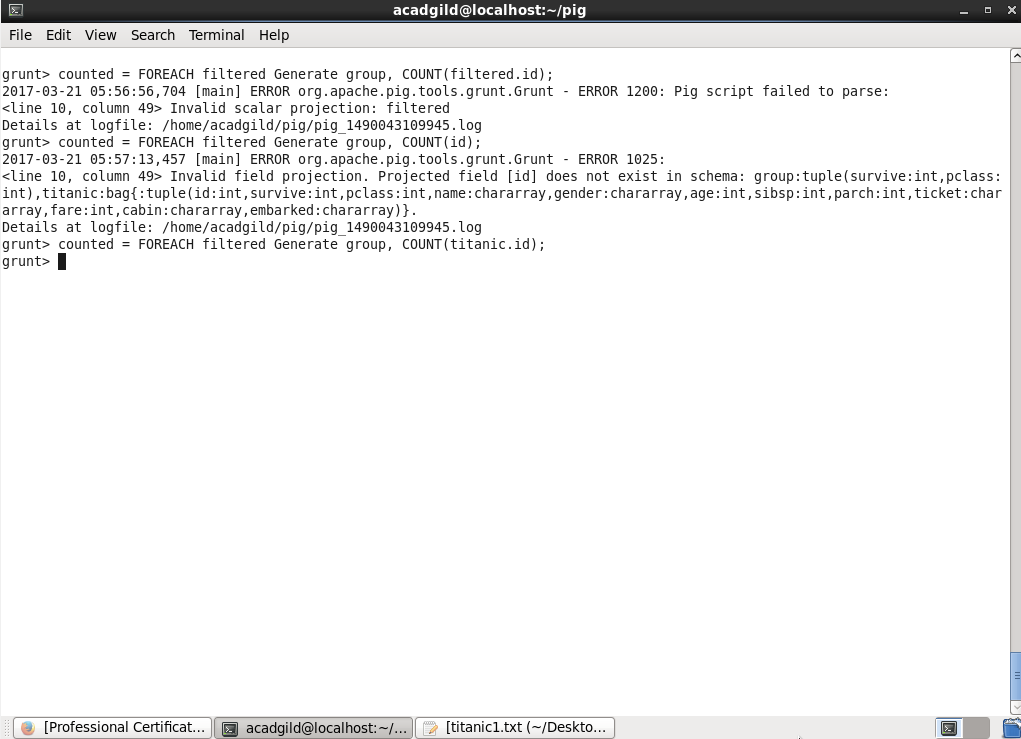 acadgild@localhost:~/pig
File Edit View Search Terminal Help
grunt> counted = FOREACH filtered Generate group, COUNT(filtered.id);
2017-03-21 05:56:56,704 [main] ERROR org.apache.pig.tools.grunt.Grunt - ERROR 1200: Pig script failed to parse:
<line 10, column 49> Invalid scalar projection: filtered
Details at logfile: /home/acadgild/pig/pig_1490043109945.log
grunt> counted = FOREACH filtered Generate group, COUNT(id);
2017-03-21 05:57:13,457 [main] ERROR org.apache.pig.tools.grunt.Grunt - ERROR 1025:
<line 10, column 49> Invalid field projection. Projected field [id] does not exist in schema: group:tuple(survive:int,pclass:
int),titanic:bag{:tuple(id:int,survive:int,pclass:int,name:chararray,gender:chararray,age:int,sibsp:int,parch:int,ticket:char
array,fare:int,cabin:chararray,embarked:chararray)}.
Details at logfile: /home/acadgild/pig/pig_1490043109945.log
grunt> counted = FOREACH filtered Generate group, COUNT(titanic.id);
grunt>
[Professional Certificat... acadgild@localhost:~/... [titanic1.txt (~/Deskto...